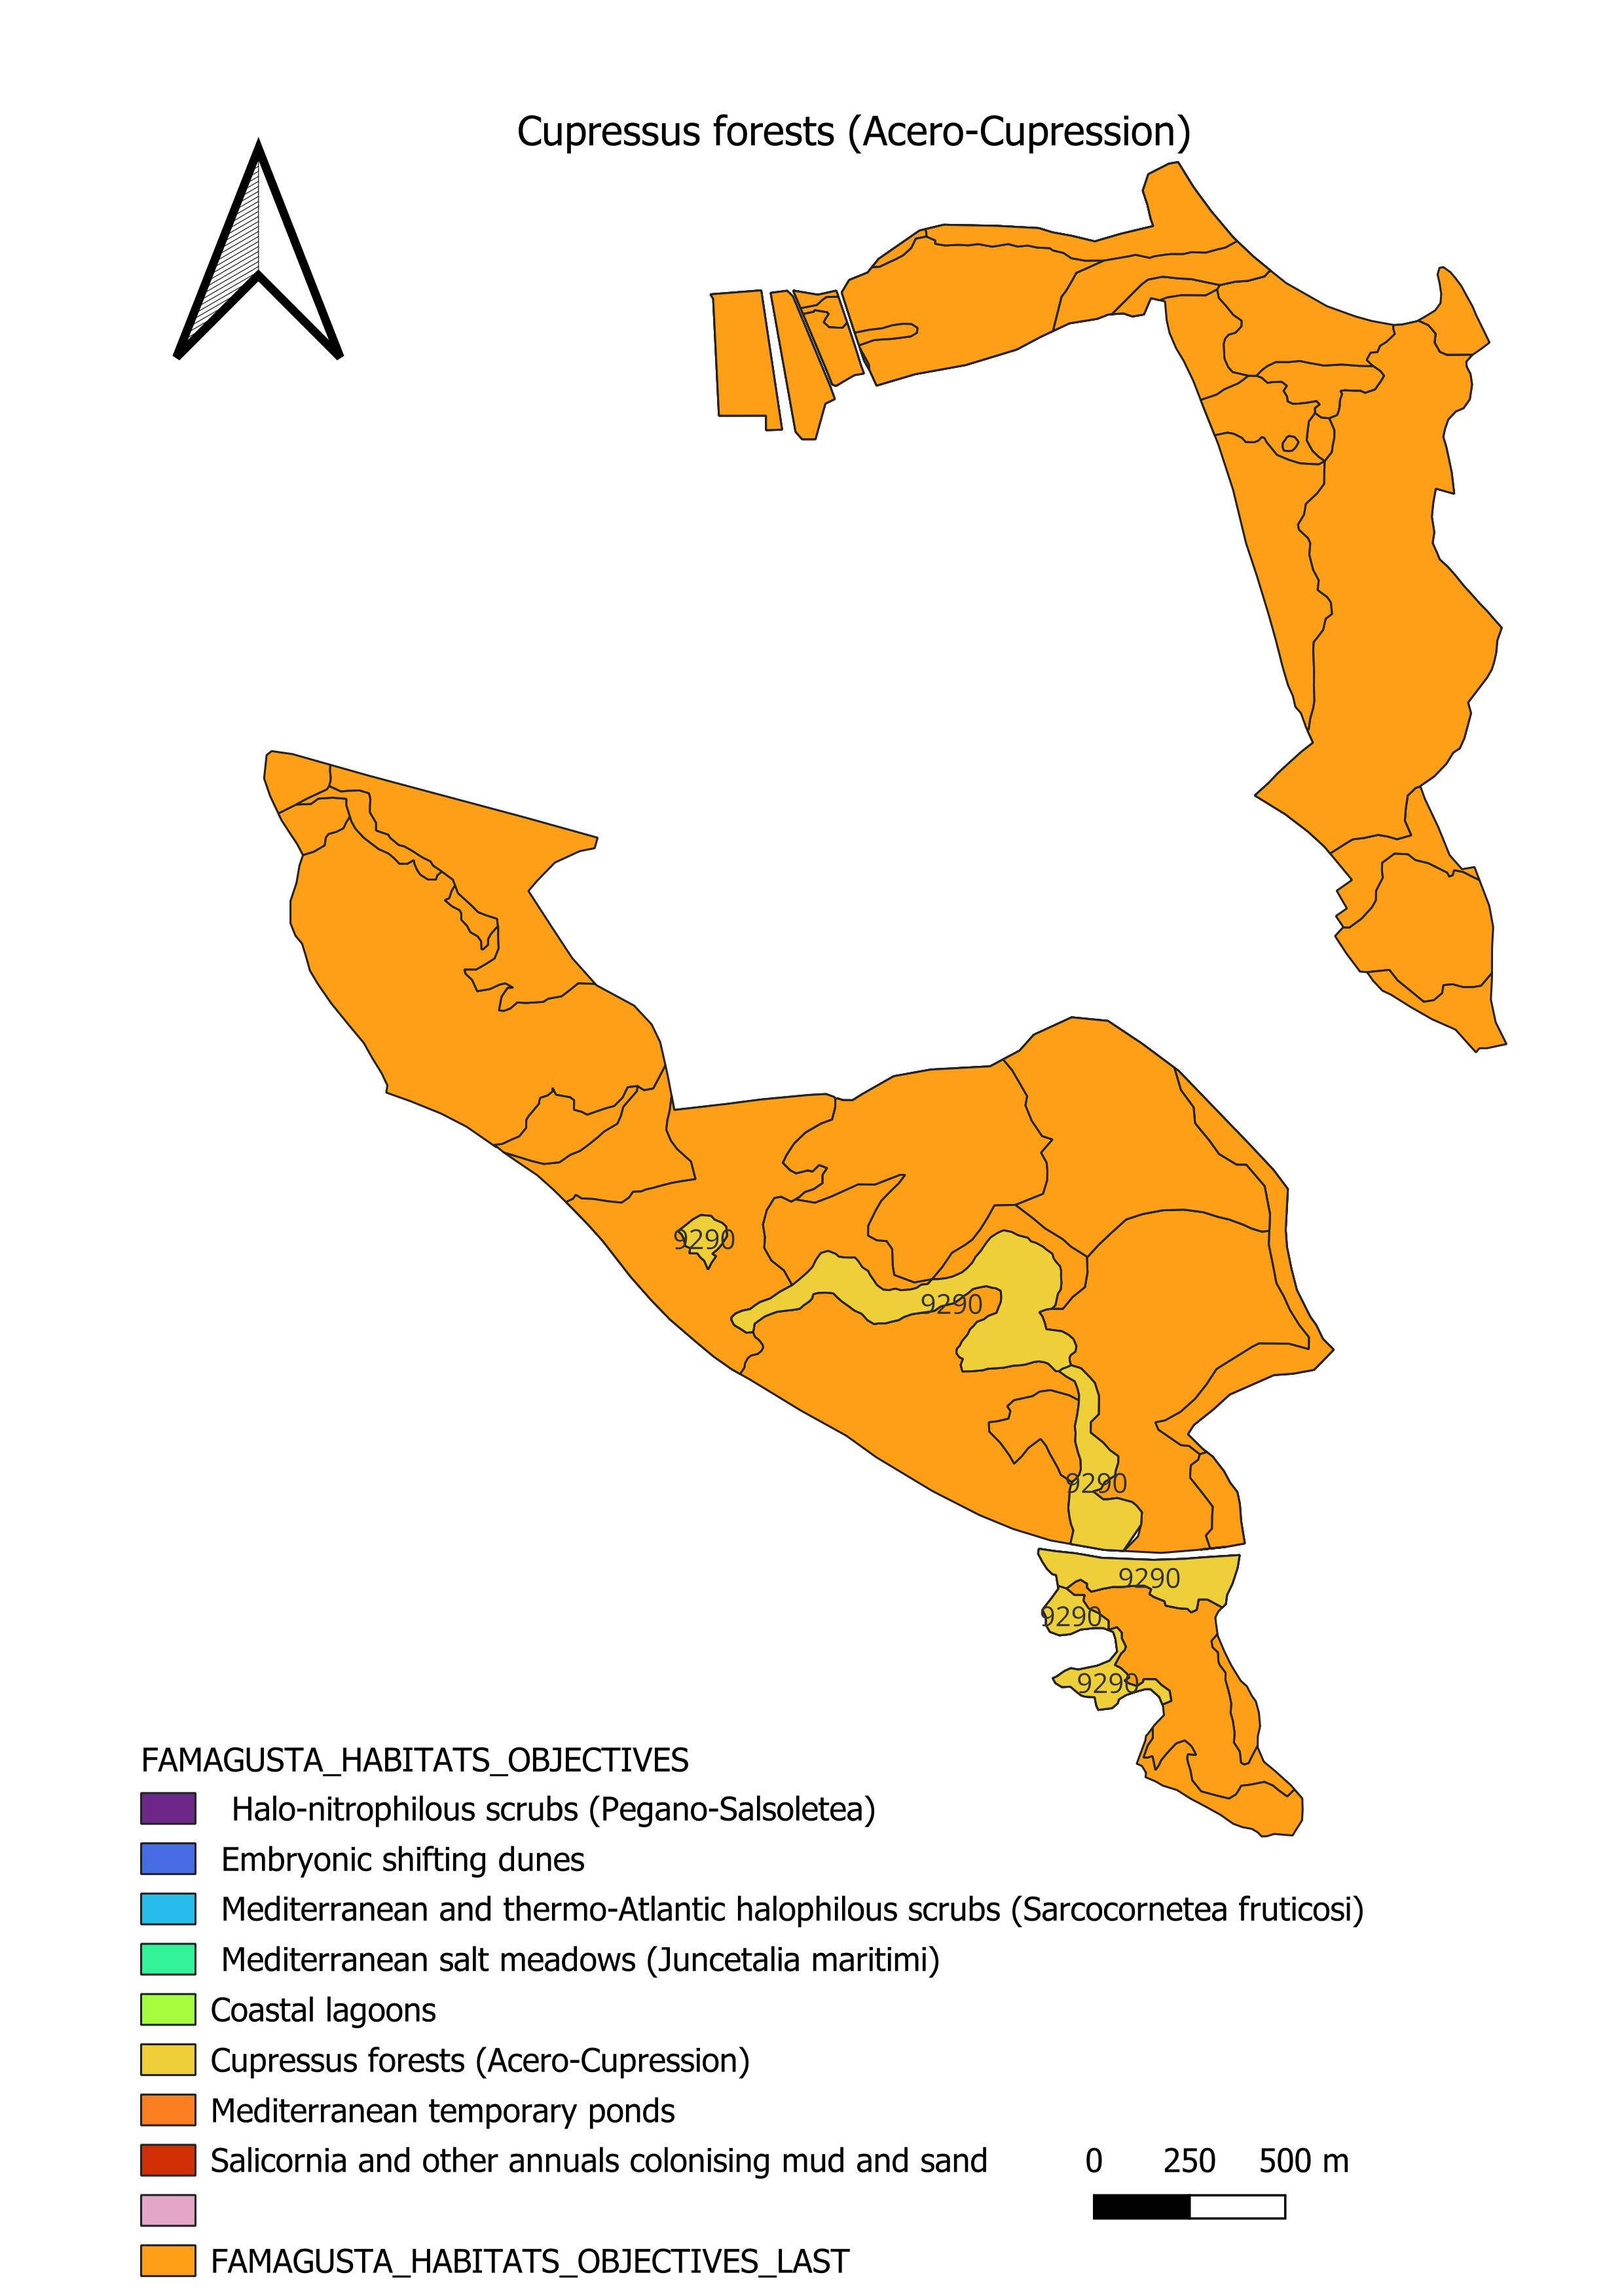 Cupressus forests (Acero-Cupression)
9290
9290
9290
9290
9290
9290
FAMAGUSTA_HABITATS_OBJECTIVES
Halo-nitrophilous scrubs (Pegano-Salsoletea)
Embryonic shifting dunes
Mediterranean and thermo-Atlantic halophilous scrubs (Sarcocornetea fruticosi)
Mediterranean salt meadows (Juncetalia maritimi)
Coastal lagoons
Cupressus forests (Acero-Cupression)
Mediterranean temporary ponds
Salicornia and other annuals colonising mud and sand
0 250 500 m
FAMAGUSTA_HABITATS_OBJECTIVES_LAST